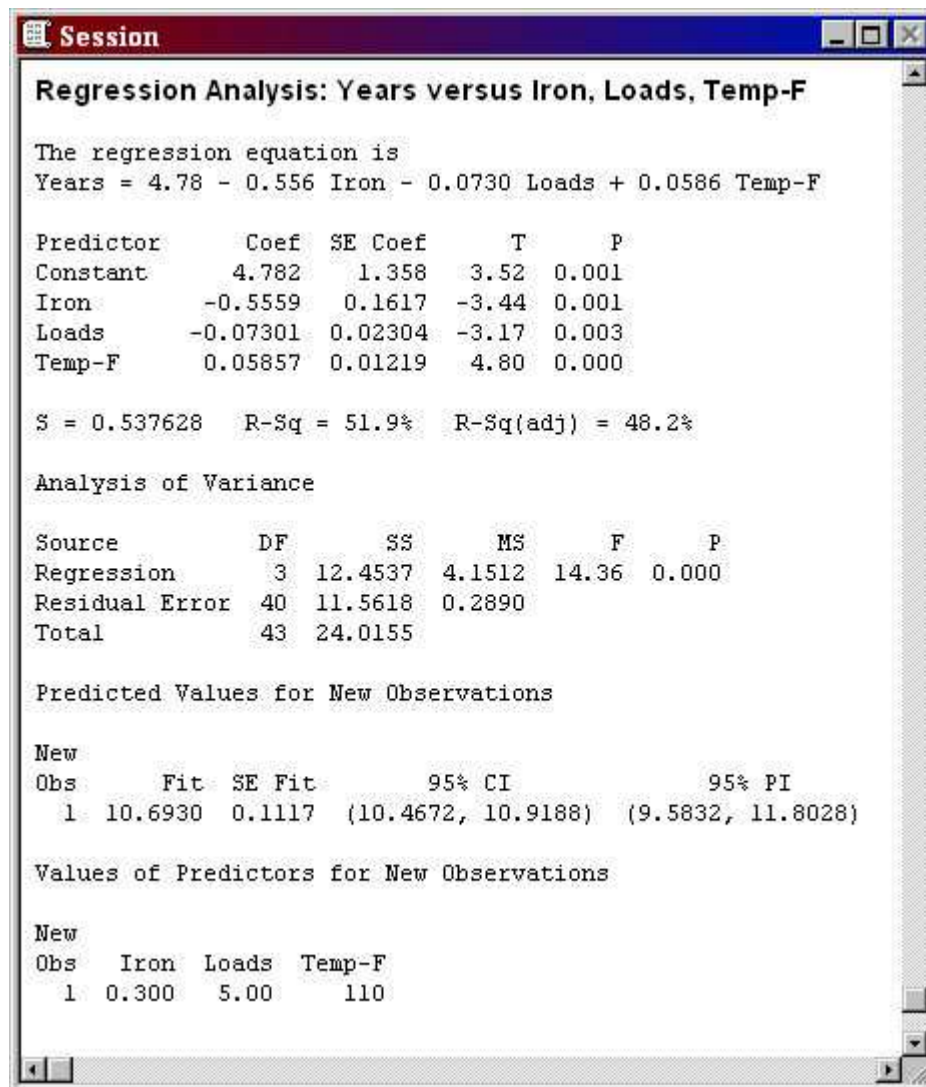 Session
Regression Analysis: Years versus Iron, Loads, Temp-F
The regression equation is
Years = 4.78 - 0.556 Iron - 0.0730 Loads + 0.0586 Temp-F
Predictor Coef SE Coef T P
Constant 4.782 1.358 3.52 0.001
Iron -0.5559 0.1617 -3.44 0.001
Loads -0.07301 0.02304 -3.17 0.003
Temp-F 0.05857 0.01219 4.80 0.000
S = 0.537628 R-Sq = 51.9% R-Sq(adj) = 48.2%
Analysis of Variance
Source DF SS MS F P
Regression 3 12.4537 4.1512 14.36 0.000
Residual Error 40 11.5618 0.2890
Total 43 24.0155
Predicted Values for New Observations
New
Obs Fit SE Fit 95% CI 95% PI
1 10.6930 0.1117 (10.4672, 10.9188) (9.5832, 11.8028)
Values of Predictors for New Observations
New
Obs Iron Loads Temp-F
1 0.300 5.00 110